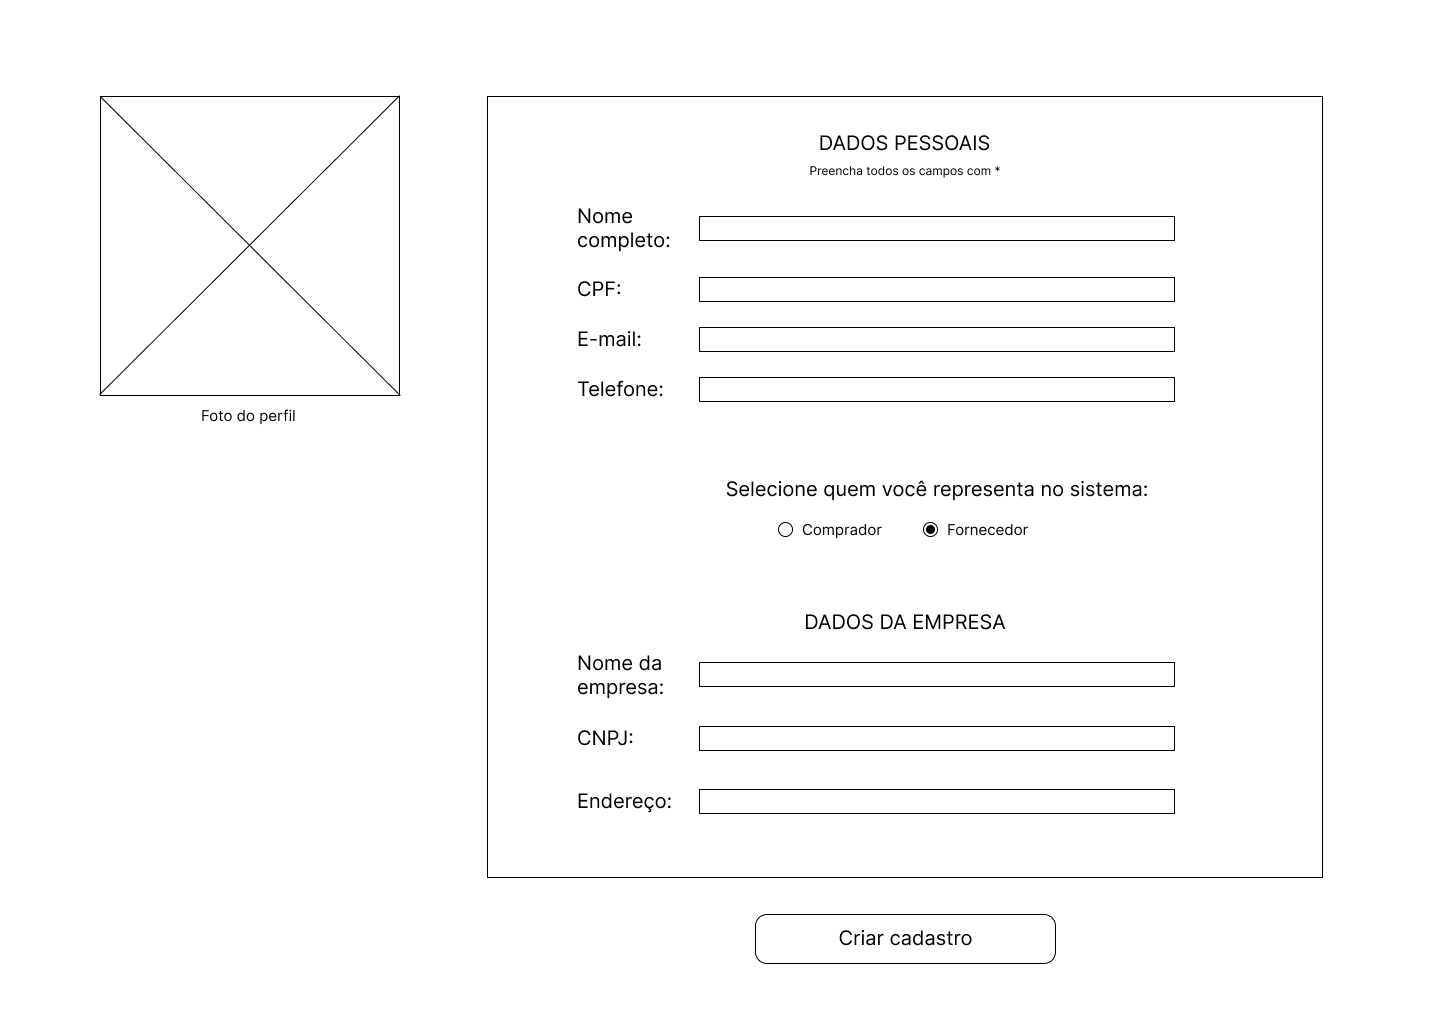 Foto do perfil
DADOS PESSOAIS
Preencha todos os campos com *
Nome
completo:
CPF:
E-mail:
Telefone:
Selecione quem você representa no sistema:
Comprador
Fornecedor
DADOS DA EMPRESA
Nome da
empresa:
CNPJ:
Endereço:
Criar cadastro